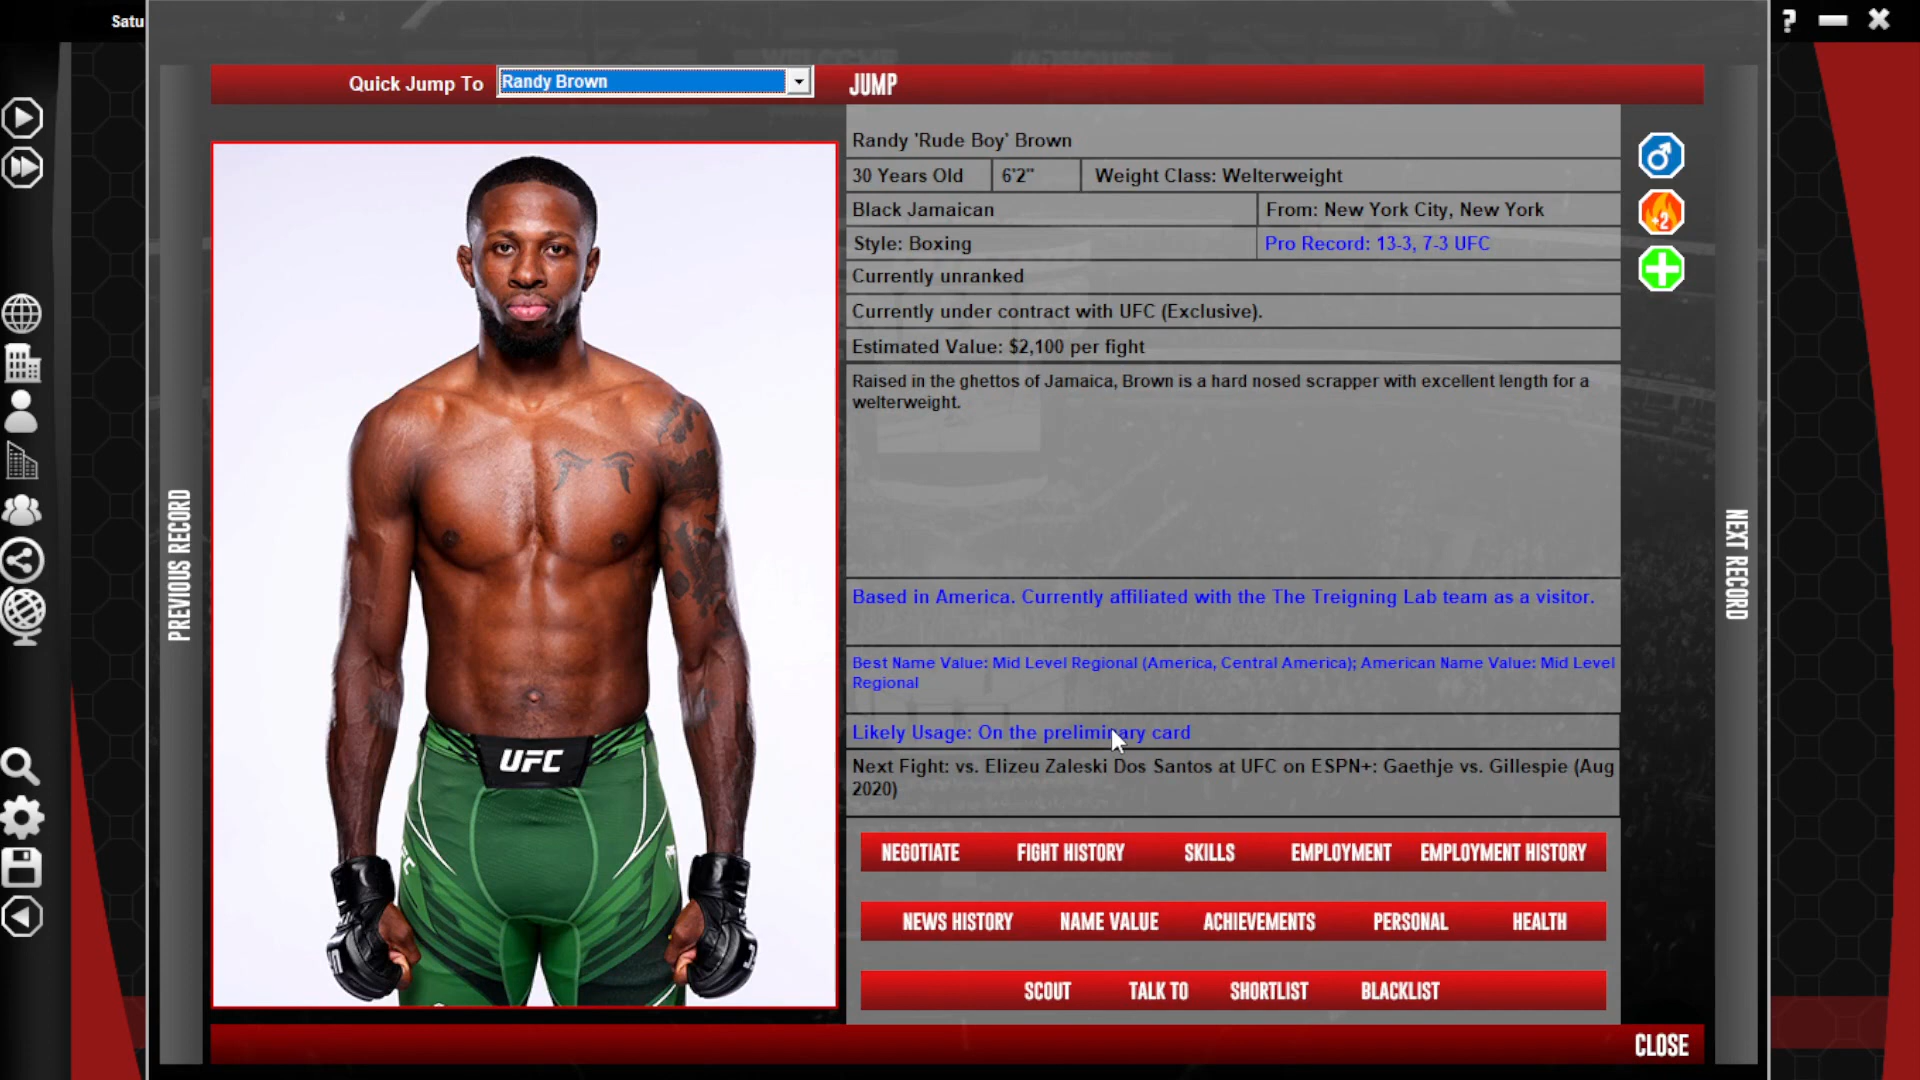 Satu
?
Quick Jump To
Randy Brown
JUMP
Randy 'Rude Boy' Brown
30 Years Old
6'2"
Weight Class: Welterweight
Black Jamaican
From: New York City, New York
Style: Boxing
Pro Record: 13-3, 7-3 UFC
Currently unranked
Currently under contract with UFC (Exclusive).
Estimated Value: $2,100 per fight
Raised in the ghettos of Jamaica, Brown is a hard nosed scrapper with excellent length for a
welterweight.
Based in America. Currently affiliated with the The Treigning Lab team as a visitor.
Best Name Value: Mid Level Regional (America, Central America); American Name Value: Mid Level
Regional
Likely Usage: On the preliminary card
Next Fight: vs. Elizeu Zaleski Dos Santos at UFC on ESPN+: Gaethje vs. Gillespie (Aug
2020)
NEGOTIATE
FIGHT HISTORY
SKILLS
EMPLOYMENT
EMPLOYMENT HISTORY
NEWS HISTORY
NAME VALUE
ACHIEVEMENTS
PERSONAL
HEALTH
SCOUT
TALK TO
SHORTLIST
BLACKLIST
CLOSE
PREVIOUS RECORD
NEXT RECORD
+2
UFC